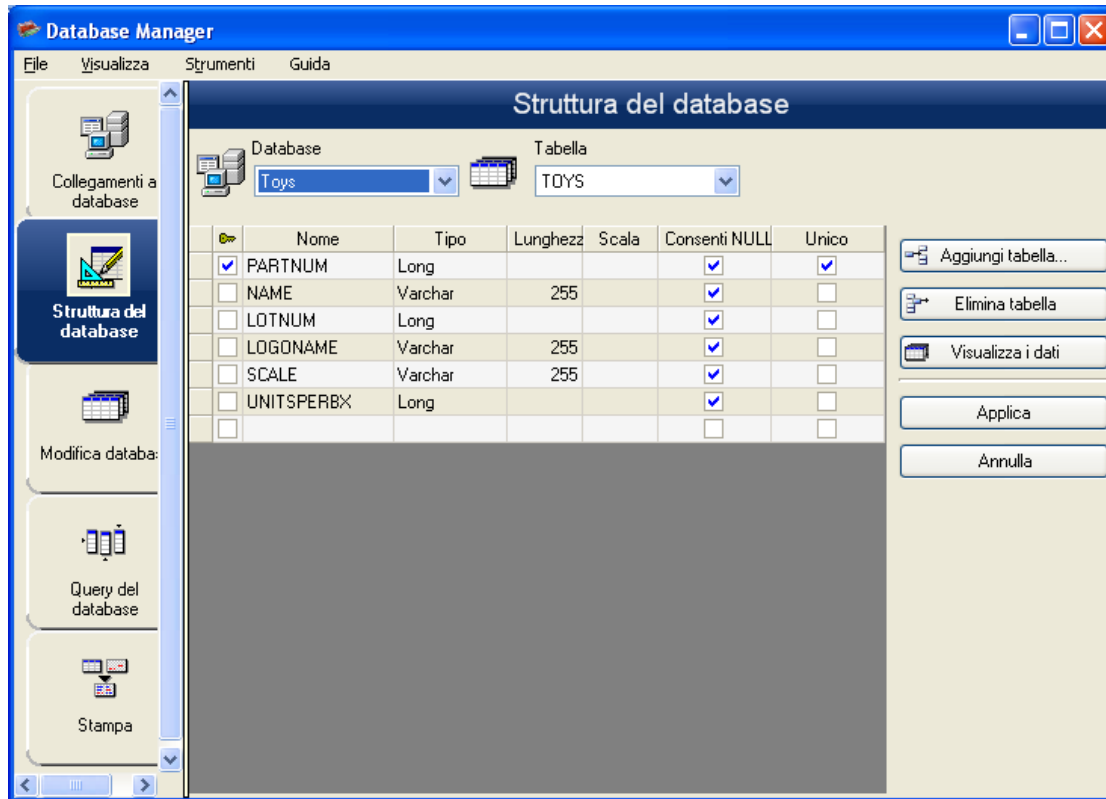 Database Manager
File Visualizza Strumenti Guida
Struttura del database
Collegamenti a
database
Struttura del
database
Modifica databa
Query del
database
Stampa
Database
Toys
Tabella
TOYS
Nome Tipo Lunghezz Scala Consenti NULL Unico
PARTNUM Long
NAME Varchar 255
LOTNUM Long
LOGONAME Varchar 255
SCALE Varchar 255
UNITSPERBX Long
Aggiungi tabella...
Elimina tabella
Visualizza i dati
Applica
Annulla